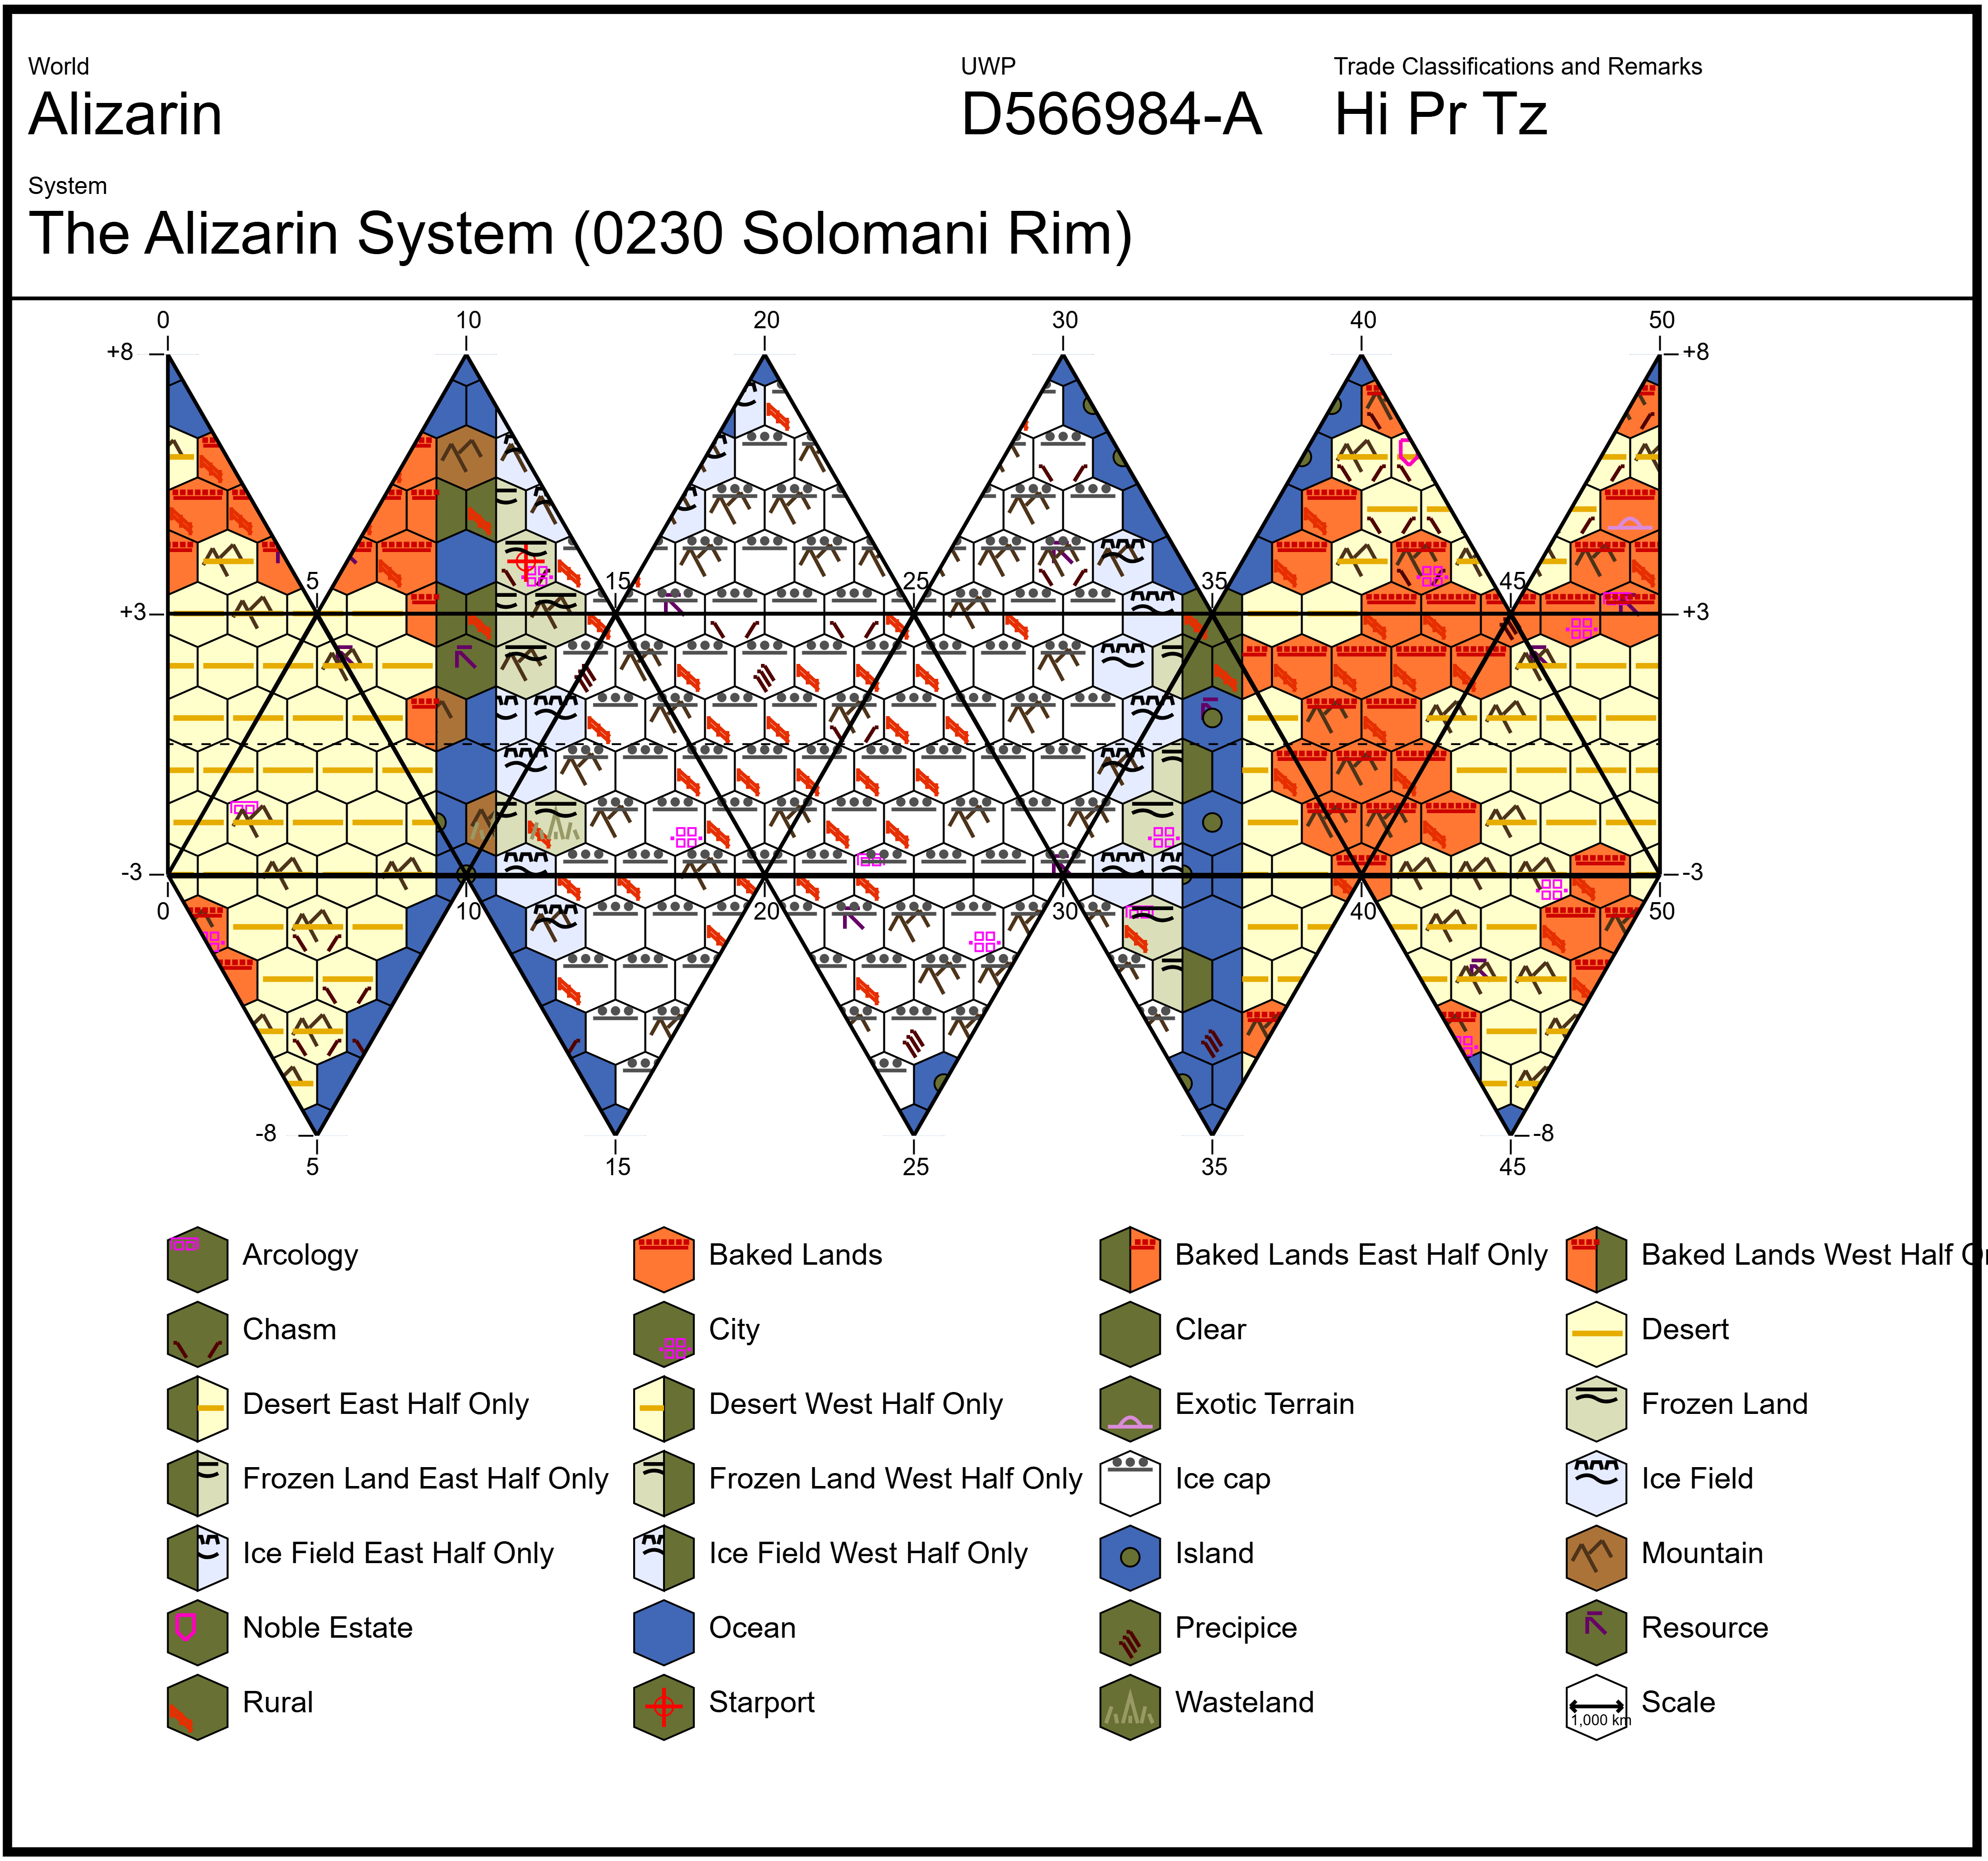 World
UWP
Trade Classifications and Remarks
Alizarin
D566984-A
Hi Pr Tz
System
The Alizarin System (0230 Solomani Rim)
0 10 20 30 40 50
+8 +8
5 15 25 35 45
+3 +3
-3 -3
0 10 20 30 40 50
-8 -8
5 15 25 35 45
Arcology
Baked Lands
Baked Lands East Half Only
Baked Lands West Half O
Chasm
City
Clear
Desert
Desert East Half Only
Desert West Half Only
Exotic Terrain
Frozen Land
Frozen Land East Half Only
Frozen Land West Half Only
Ice cap
Ice Field
Ice Field East Half Only
Ice Field West Half Only
Island
Mountain
Noble Estate
Ocean
Precipice
Resource
Rural
Starport
Wasteland
1,000 km
Scale